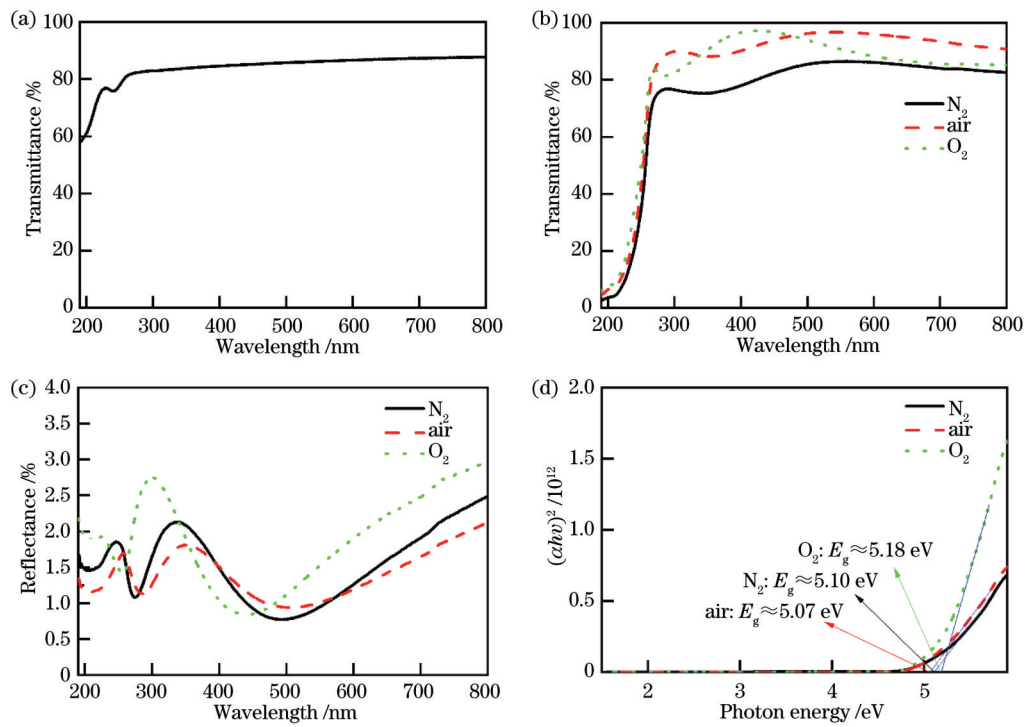 (a)
100
80
60
40
20
0
Transmittance /%
200 300 400 500 600 700 800
Wavelength /nm
(b)
100
80
60
40
20
0
Transmittance /%
N₂
air
O₂
200 300 400 500 600 700 800
Wavelength /nm
(c)
4.0
3.5
3.0
2.5
2.0
1.5
1.0
0.5
0
Reflectance /%
N₂
air
O₂
200 300 400 500 600 700 800
Wavelength /nm
(d)
2.0
1.5
1.0
0.5
0
(αhυ)² /10¹²
N₂
air
O₂
O₂: E_g≈5.18 eV
N₂: E_g≈5.10 eV
air: E_g≈5.07 eV
2 3 4 5
Photon energy /eV